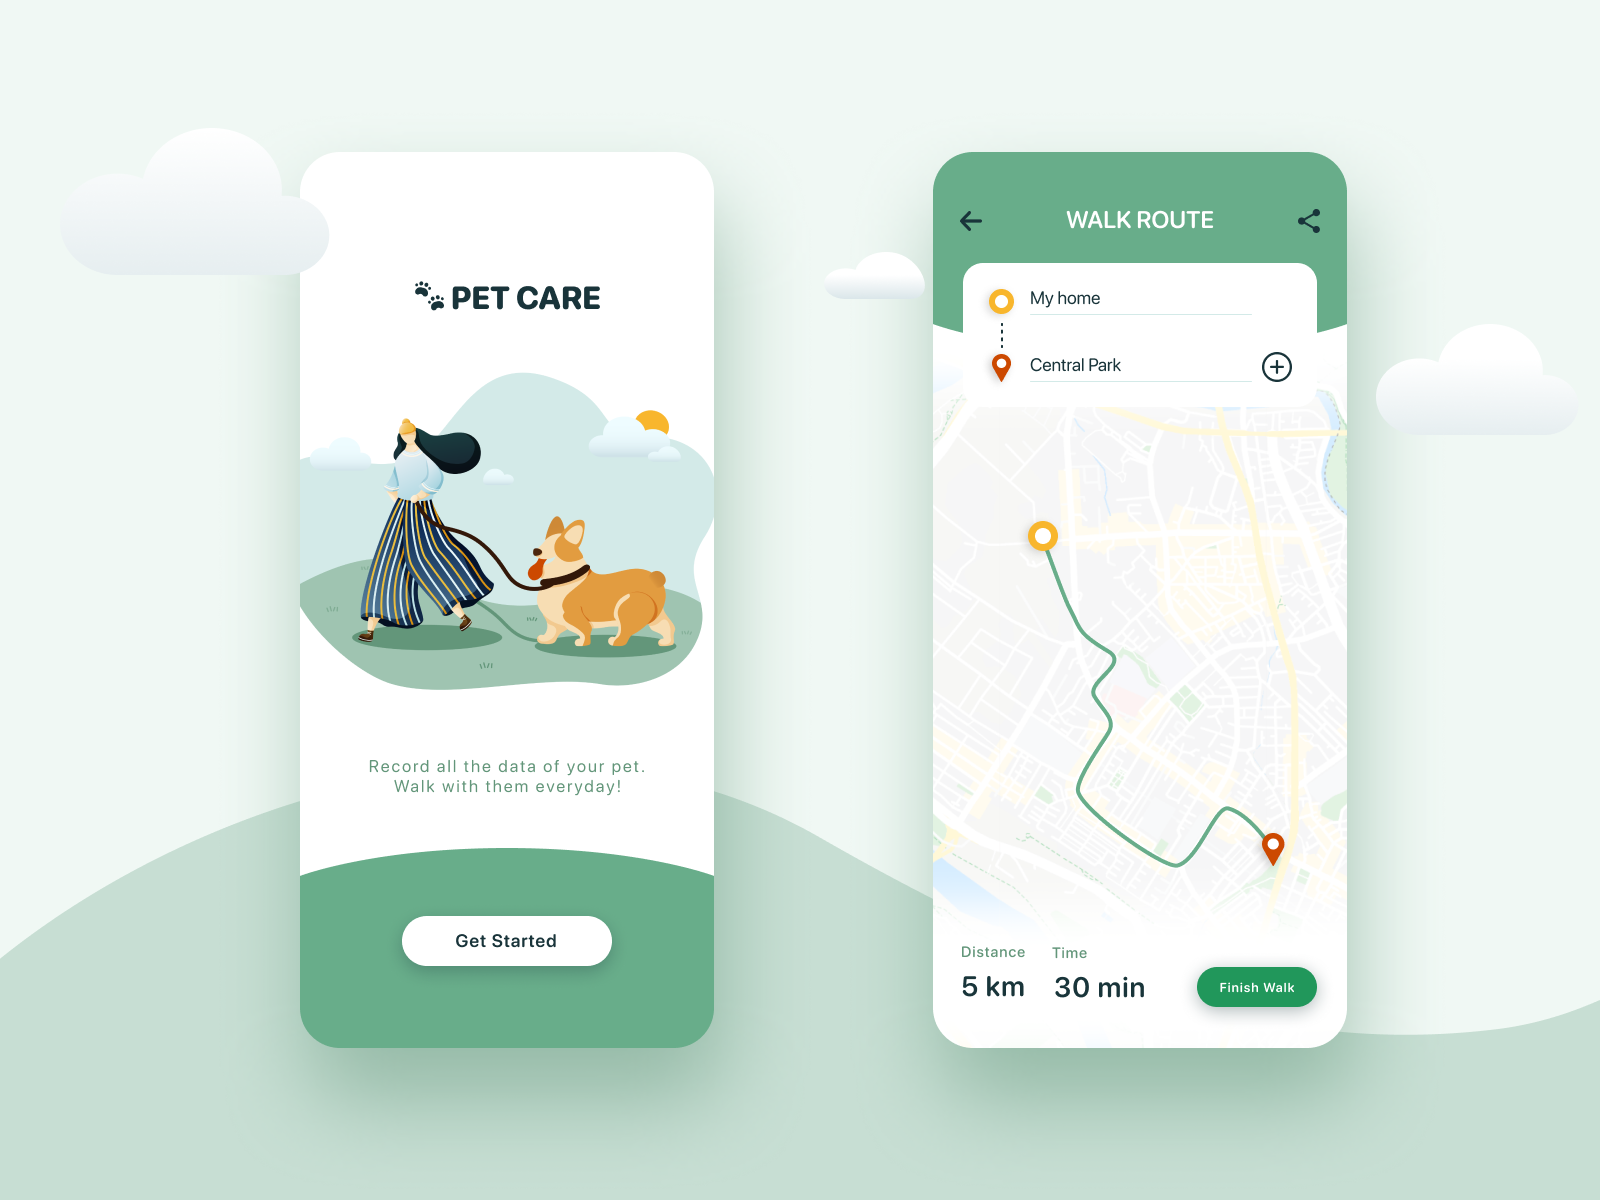 PET CARE
Record all the data of your pet.
Walk with them everyday!
Get Started
WALK ROUTE
My home
Central Park
Distance
Time
5 km
30 min
Finish Walk